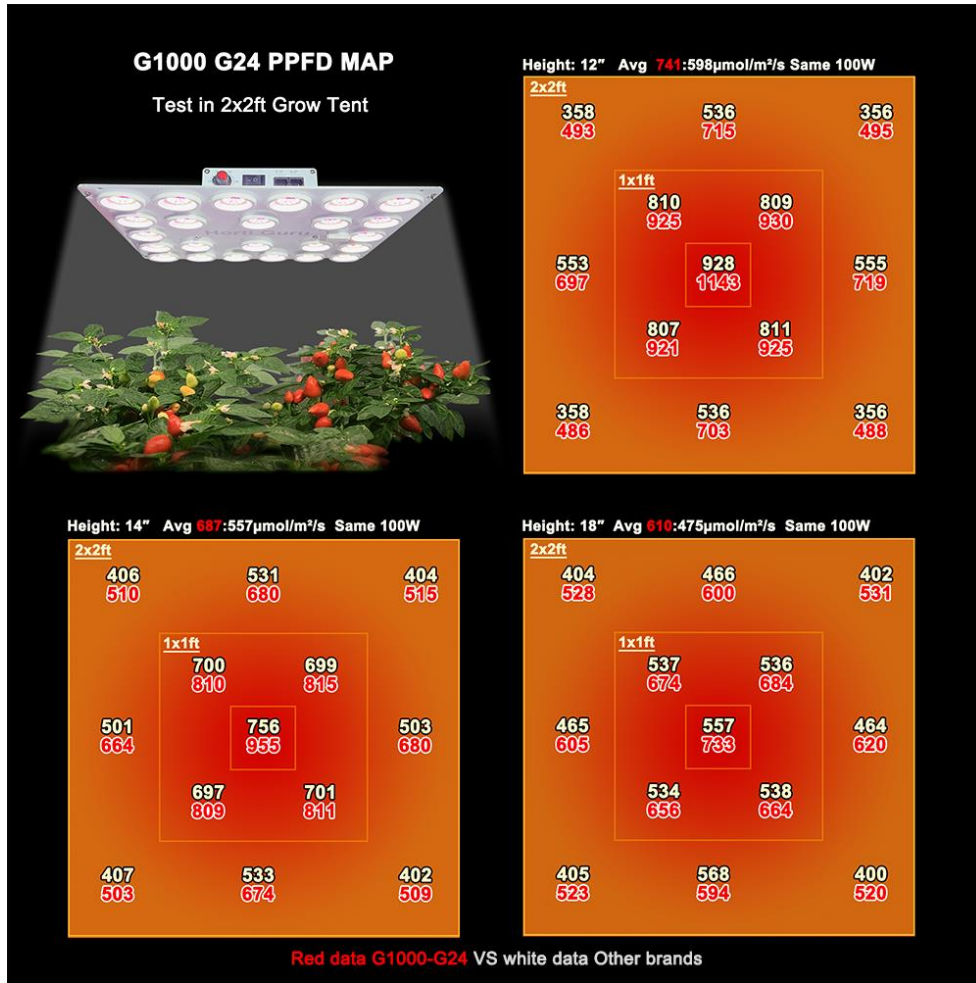 G1000 G24 PPFD MAP
Test in 2x2ft Grow Tent
Horti Guru
Height: 12″ Avg 741:598μmol/m²/s Same 100W
2x2ft
358 536 356
493 715 495
1x1ft
810 809
925 930
553 928 555
697 1143 719
807 811
921 925
358 536 356
486 703 488
Height: 14″ Avg 687:557μmol/m²/s Same 100W
2x2ft
406 531 404
510 680 515
1x1ft
700 699
810 815
501 756 503
664 955 680
697 701
809 811
407 533 402
503 674 509
Height: 18″ Avg 610:475μmol/m²/s Same 100W
2x2ft
404 466 402
528 600 531
1x1ft
537 536
674 684
465 557 464
605 733 620
534 538
656 664
405 568 400
523 594 520
Red data G1000-G24 VS white data Other brands